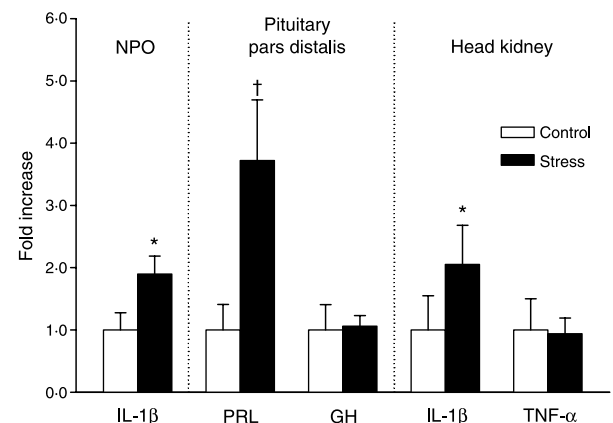 6·0
5·0
4·0
3·0
2·0
1·0
0·0
Fold increase
NPO
Pituitary
pars distalis
Head kidney
Control
Stress
*
†
*
IL-1β
PRL
GH
IL-1β
TNF-α